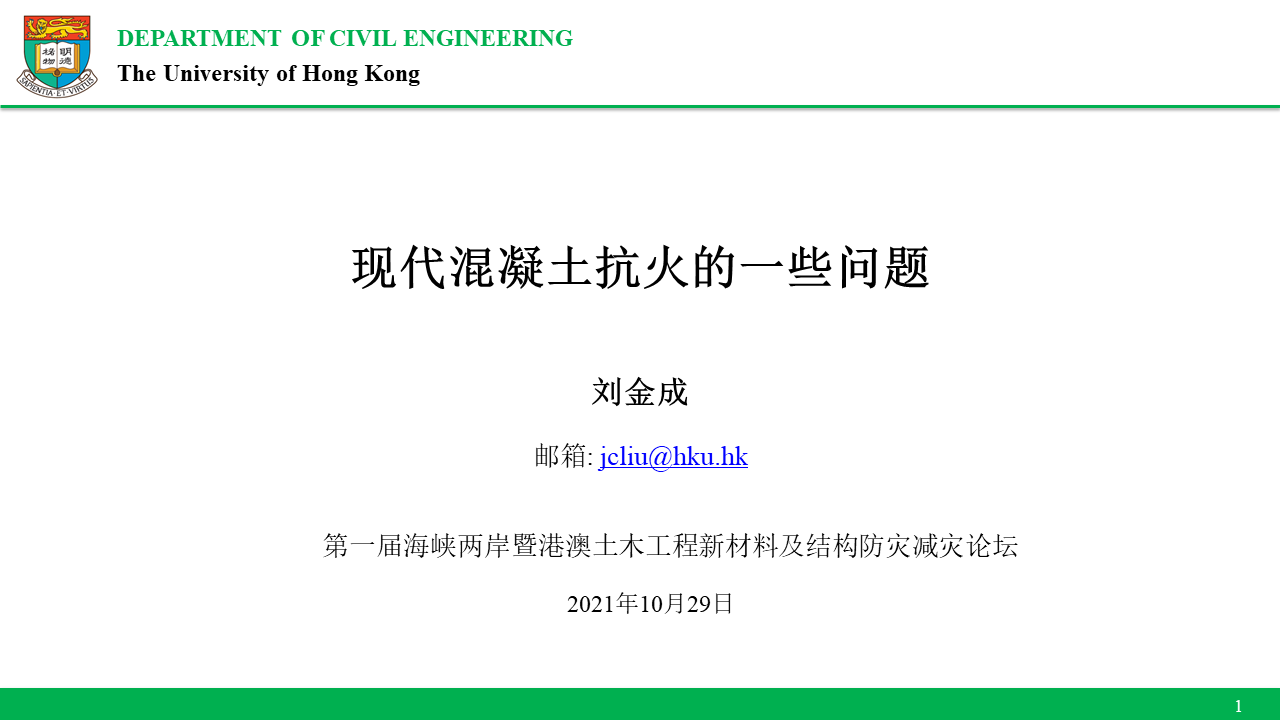 DEPARTMENT OF CIVIL ENGINEERING
The University of Hong Kong
明德
格物
SAPIENTIA·ET·VIRTUS
现代混凝土抗火的一些问题
刘金成
邮箱: jcliu@hku.hk
第一届海峡两岸暨港澳土木工程新材料及结构防灾减灾论坛
2021年10月29日
1